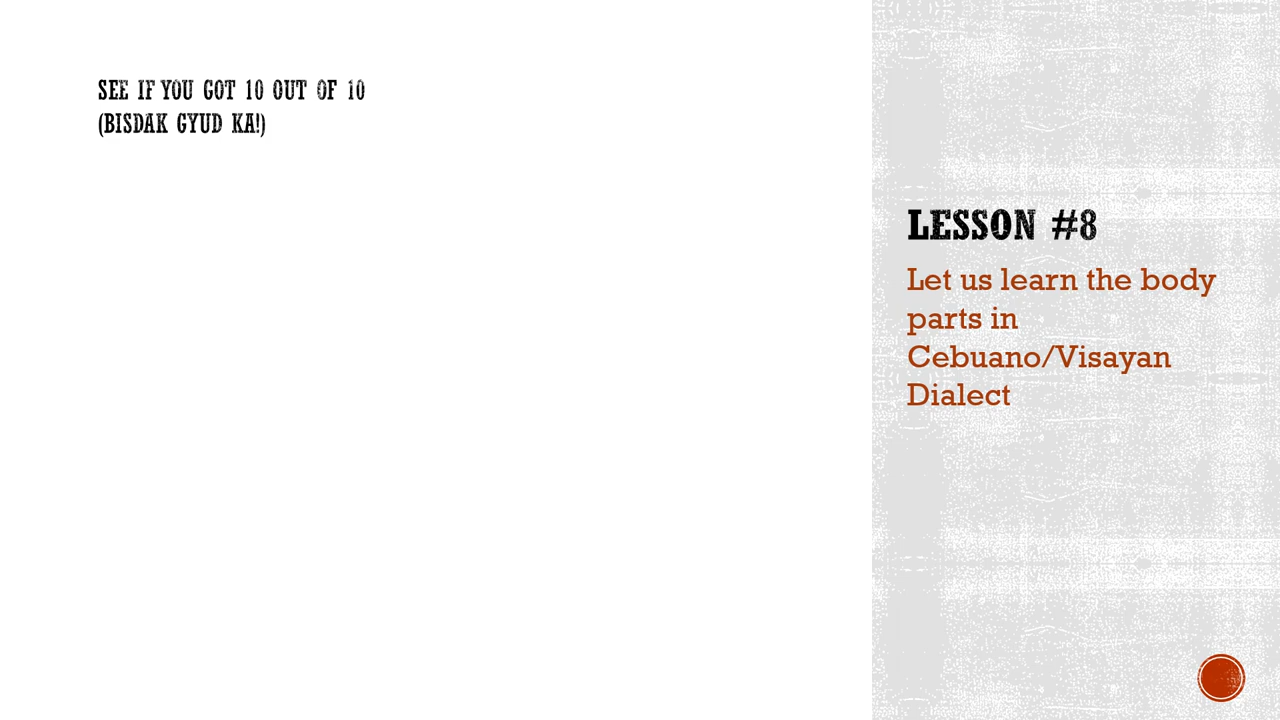 SEE IF YOU GOT 10 OUT OF 10
(BISDAK GYUD KA!)
LESSON #8
Let us learn the body
parts in
Cebuano/Visayan
Dialect